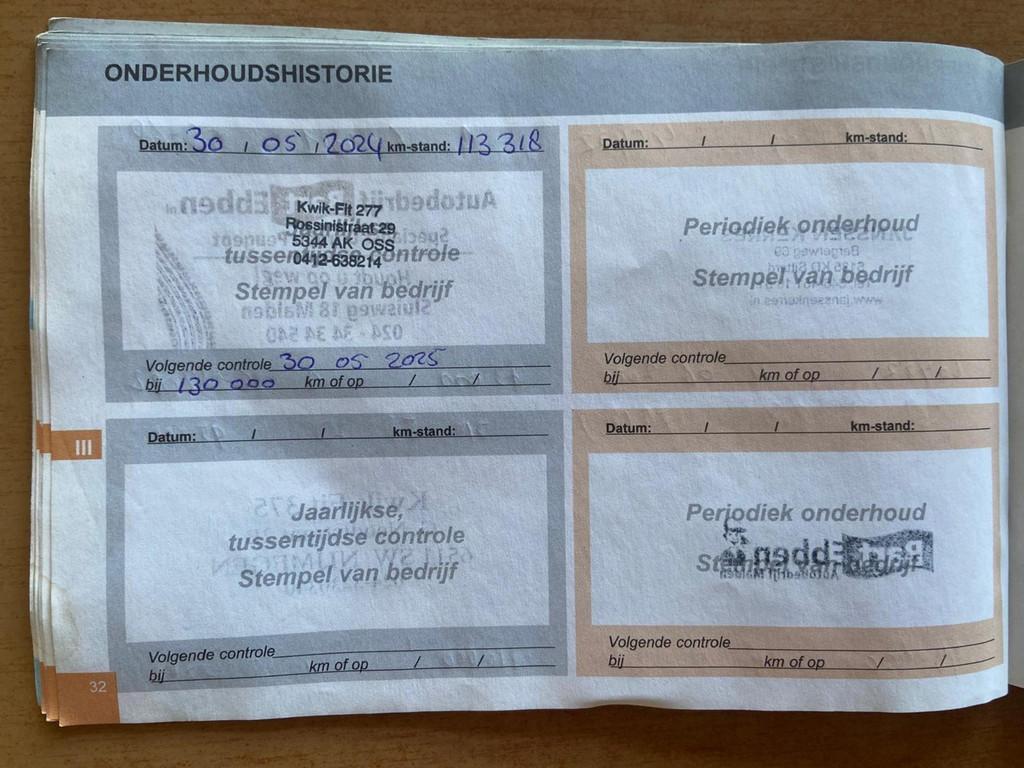 ONDERHOUDSHISTORIE
Datum: 30 / 05 / 2024 km-stand: 113 318
Kwik-Fit 277
Rossinistraat 29
5344 AK OSS
0412-638214
tussentijdse controle
Stempel van bedrijf
Volgende controle 30 05 2025
bij 130 000 km of op / /
Datum: / / km-stand:
Periodiek onderhoud
Stempel van bedrijf
Volgende controle
bij km of op / /
Datum: / / km-stand:
Jaarlijkse,
tussentijdse controle
Stempel van bedrijf
Volgende controle
bij km of op / /
Datum: / / km-stand:
Periodiek onderhoud
Stempel van bedrijf
Volgende controle
bij km of op / /
III
32